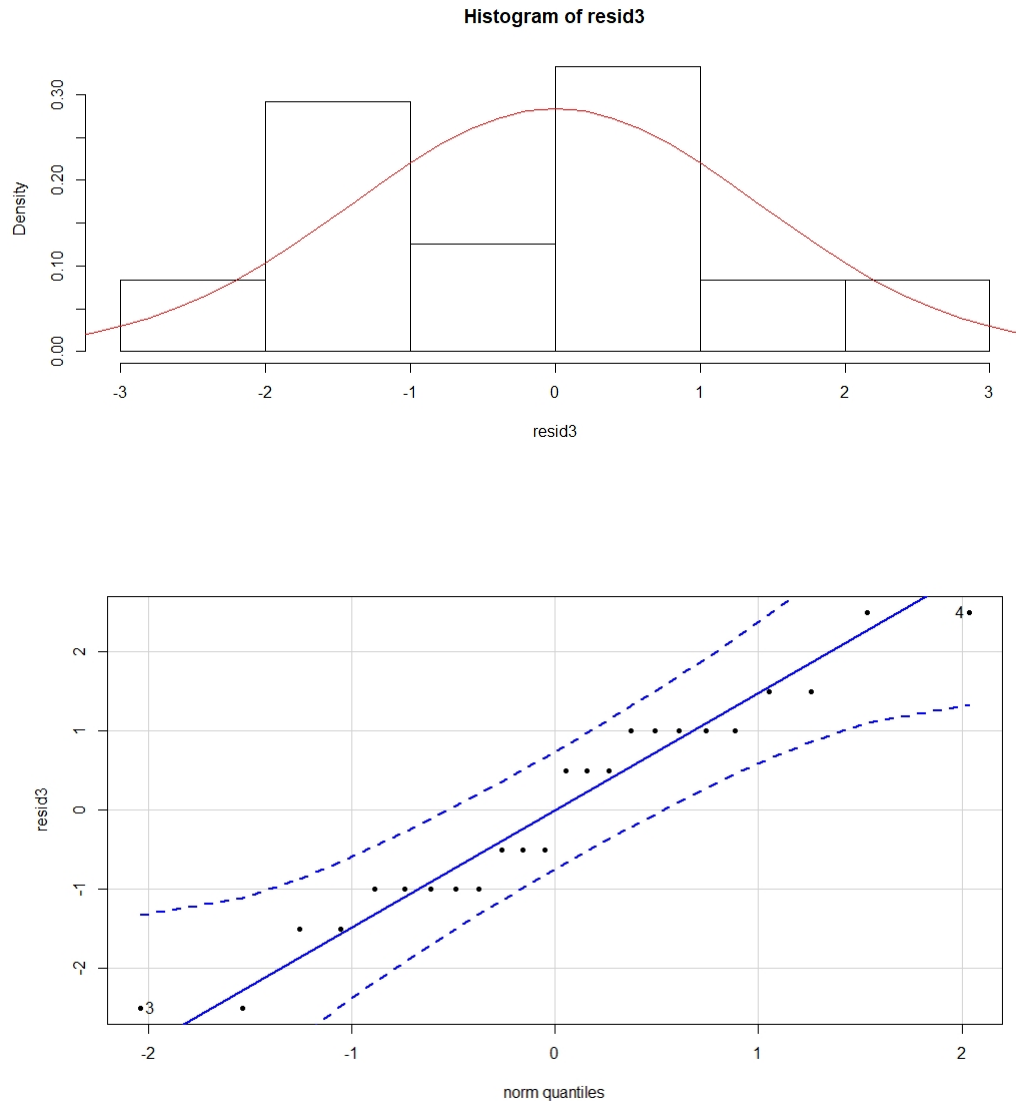 Histogram of resid3
Density
0.30
0.20
0.10
0.00
-3 -2 -1 0 1 2 3
resid3
resid3
2
1
0
-1
-2
4
3
-2 -1 0 1 2
norm quantiles